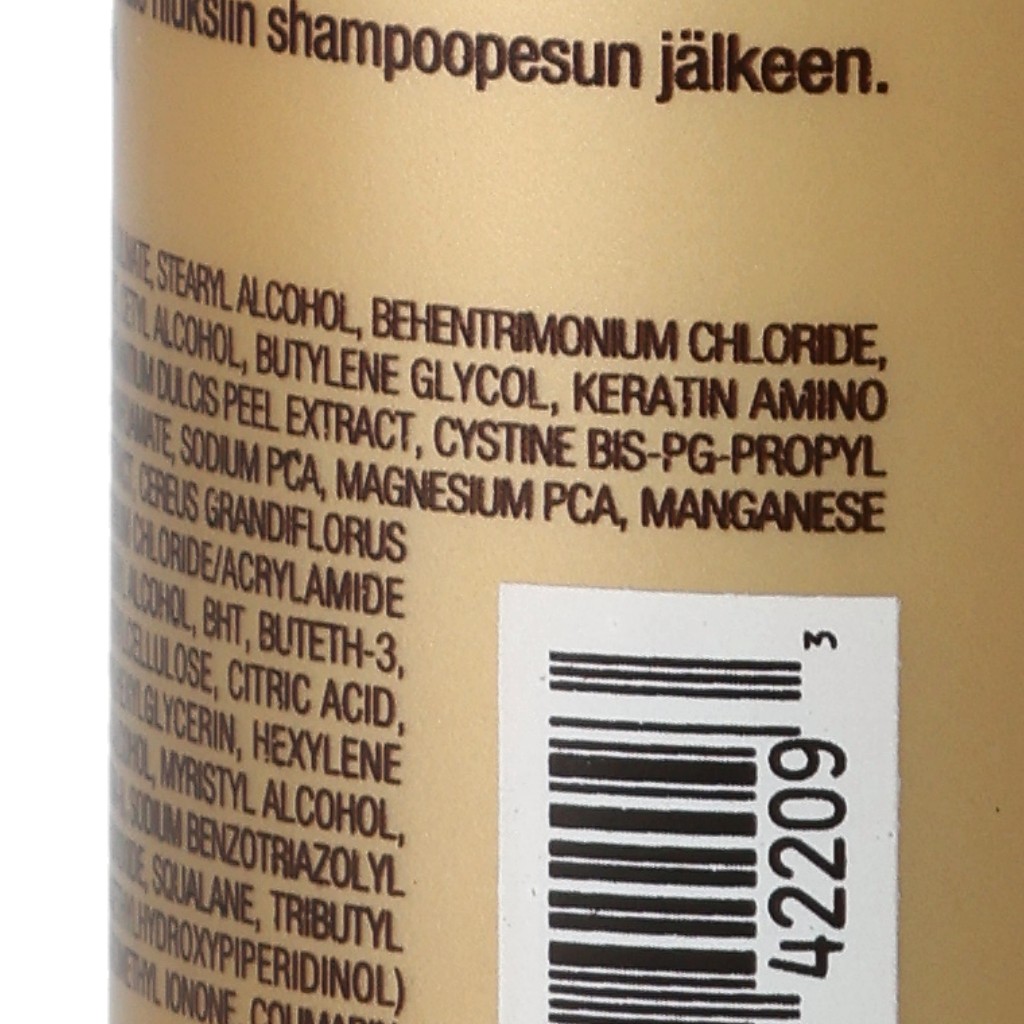 shampoopesun jälkeen.
STEARYL ALCOHOL, BEHENTRIMONIUM CHLORIDE,
ALCOHOL, BUTYLENE GLYCOL, KERATIN AMINO
DULCIS PEEL EXTRACT, CYSTINE BIS-PG-PROPYL
SODIUM PCA, MAGNESIUM PCA, MANGANESE
CEREUS GRANDIFLORUS
CHLORIDE/ACRYLAMIDE
ALCOHOL, BHT, BUTETH-3,
CELLULOSE, CITRIC ACID,
HEXYLENE
MYRISTYL ALCOHOL,
SODIUM BENZOTRIAZOLYL
SQUALANE, TRIBUTYL
IONONE,
42209 3